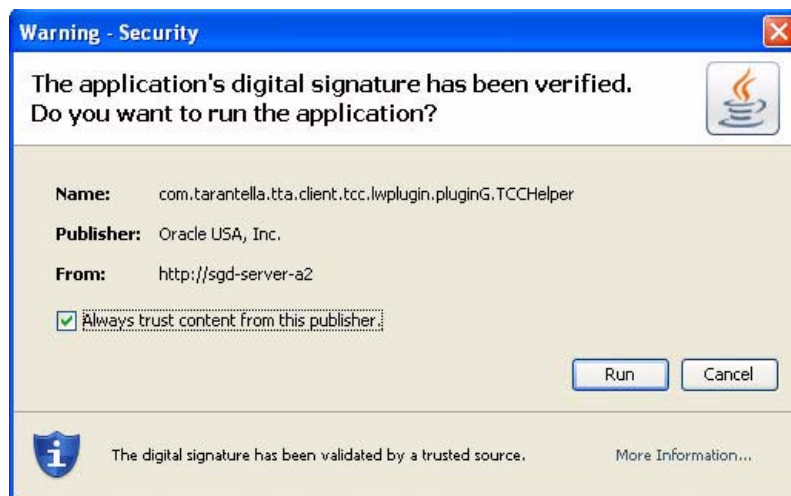 Warning - Security
The application's digital signature has been verified.
Do you want to run the application?
Name: com.tarantella.tta.client.tcc.lwplugin.pluginG.TCCHelper
Publisher: Oracle USA, Inc.
From: http://sgd-server-a2
Always trust content from this publisher.
Run Cancel
The digital signature has been validated by a trusted source. More Information...